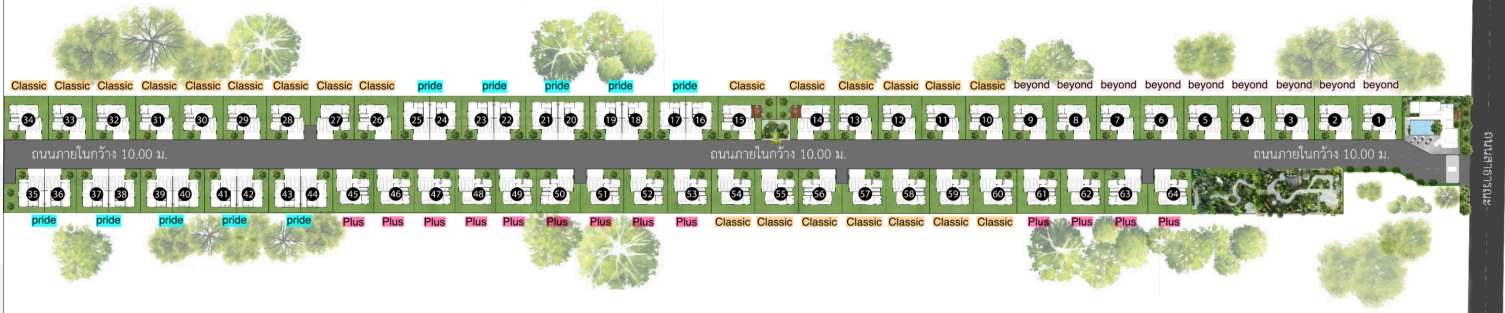 Classic Classic Classic Classic Classic Classic Classic Classic Classic pride pride pride pride pride Classic Classic Classic Classic Classic Classic beyond beyond beyond beyond beyond beyond beyond beyond beyond
34 33 32 31 30 29 28 27 26 25 24 23 22 21 20 19 18 17 16 15 14 13 12 11 10 9 8 7 6 5 4 3 2 1
ถนนภายในกว้าง 10.00 ม. ถนนภายในกว้าง 10.00 ม. ถนนภายในกว้าง 10.00 ม.
ถนนสาธารณะ
35 36 37 38 39 40 41 42 43 44 45 46 47 48 49 50 51 52 53 54 55 56 57 58 59 60 61 62 63 64
pride pride pride pride pride Plus Plus Plus Plus Plus Plus Plus Plus Plus Classic Classic Classic Classic Classic Classic Classic Plus Plus Plus Plus